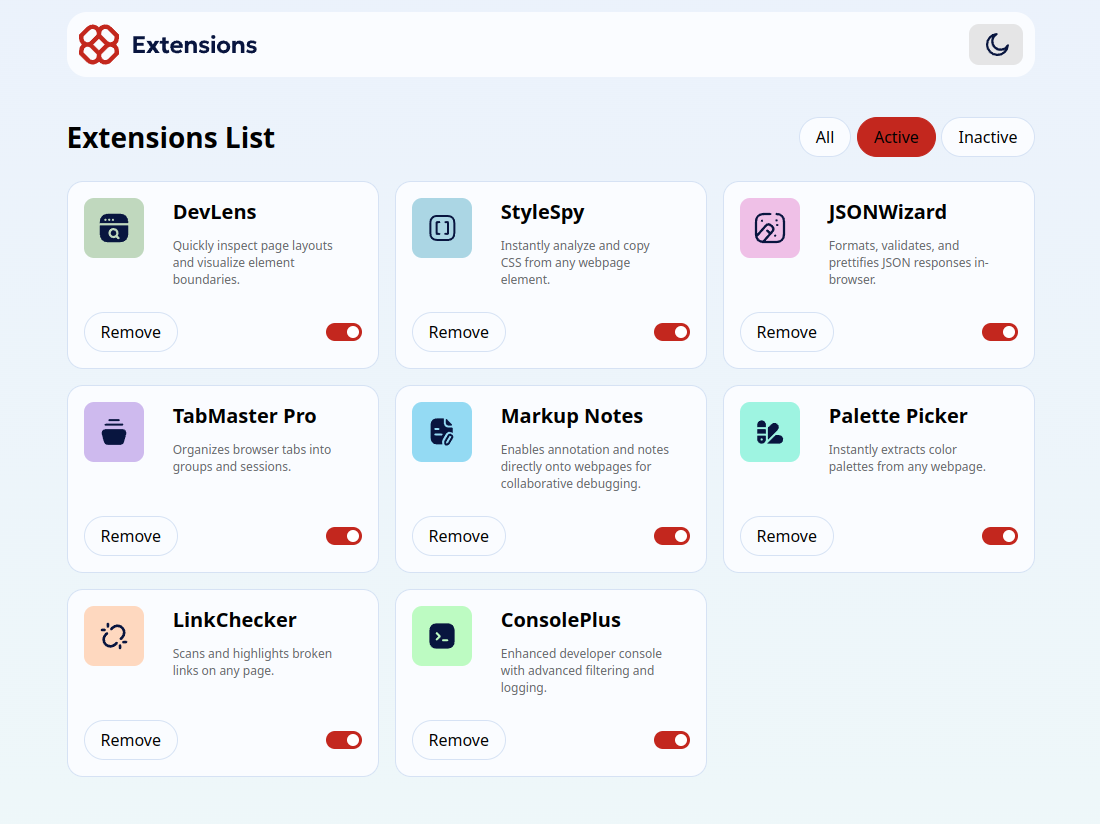 Extensions
Extensions List
All
Active
Inactive
DevLens
Quickly inspect page layouts
and visualize element
boundaries.
Remove
StyleSpy
Instantly analyze and copy
CSS from any webpage
element.
Remove
JSONWizard
Formats, validates, and
prettifies JSON responses in-
browser.
Remove
TabMaster Pro
Organizes browser tabs into
groups and sessions.
Remove
Markup Notes
Enables annotation and notes
directly onto webpages for
collaborative debugging.
Remove
Palette Picker
Instantly extracts color
palettes from any webpage.
Remove
LinkChecker
Scans and highlights broken
links on any page.
Remove
ConsolePlus
Enhanced developer console
with advanced filtering and
logging.
Remove